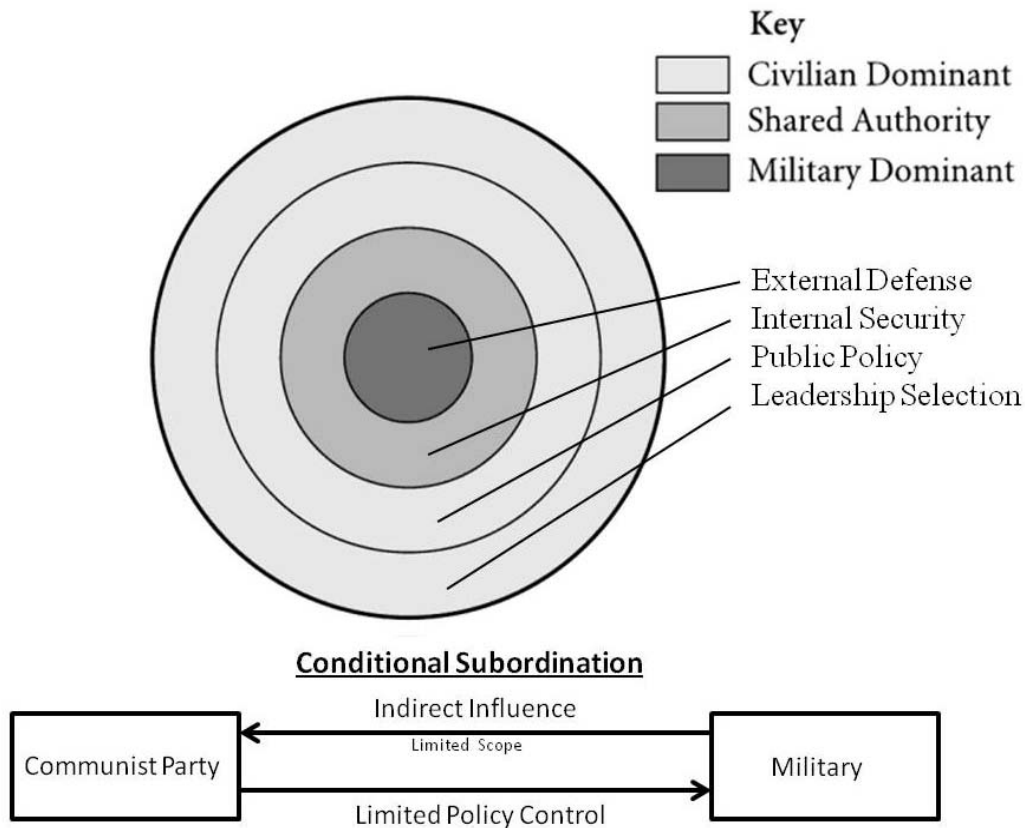 Key
Civilian Dominant
Shared Authority
Military Dominant
External Defense
Internal Security
Public Policy
Leadership Selection
Conditional Subordination
Indirect Influence
Limited Scope
Communist Party
Military
Limited Policy Control